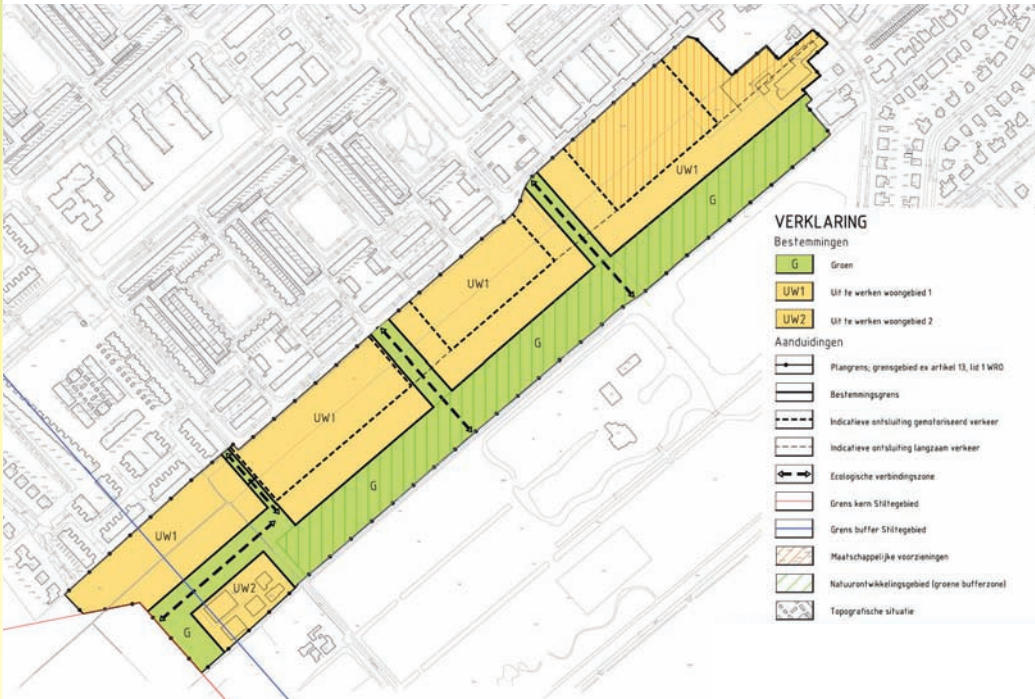 UW1
G
UW1
G
UW1
G
UW1
UW2
G
VERKLARING
Bestemmingen
G Groen
UW1 Uit te werken woongebied 1
UW2 Uit te werken woongebied 2
Aanduidingen
Plangrens; grensgebied ex artikel 13, lid 1 WRO
Bestemmingsgrens
Indicatieve ontsluiting gemotoriseerd verkeer
Indicatieve ontsluiting langzaam verkeer
Ecologische verbindingszone
Grens kern Stiltegebied
Grens buffer Stiltegebied
Maatschappelijke voorzieningen
Natuurontwikkelingsgebied (groene bufferzone)
Topografische situatie